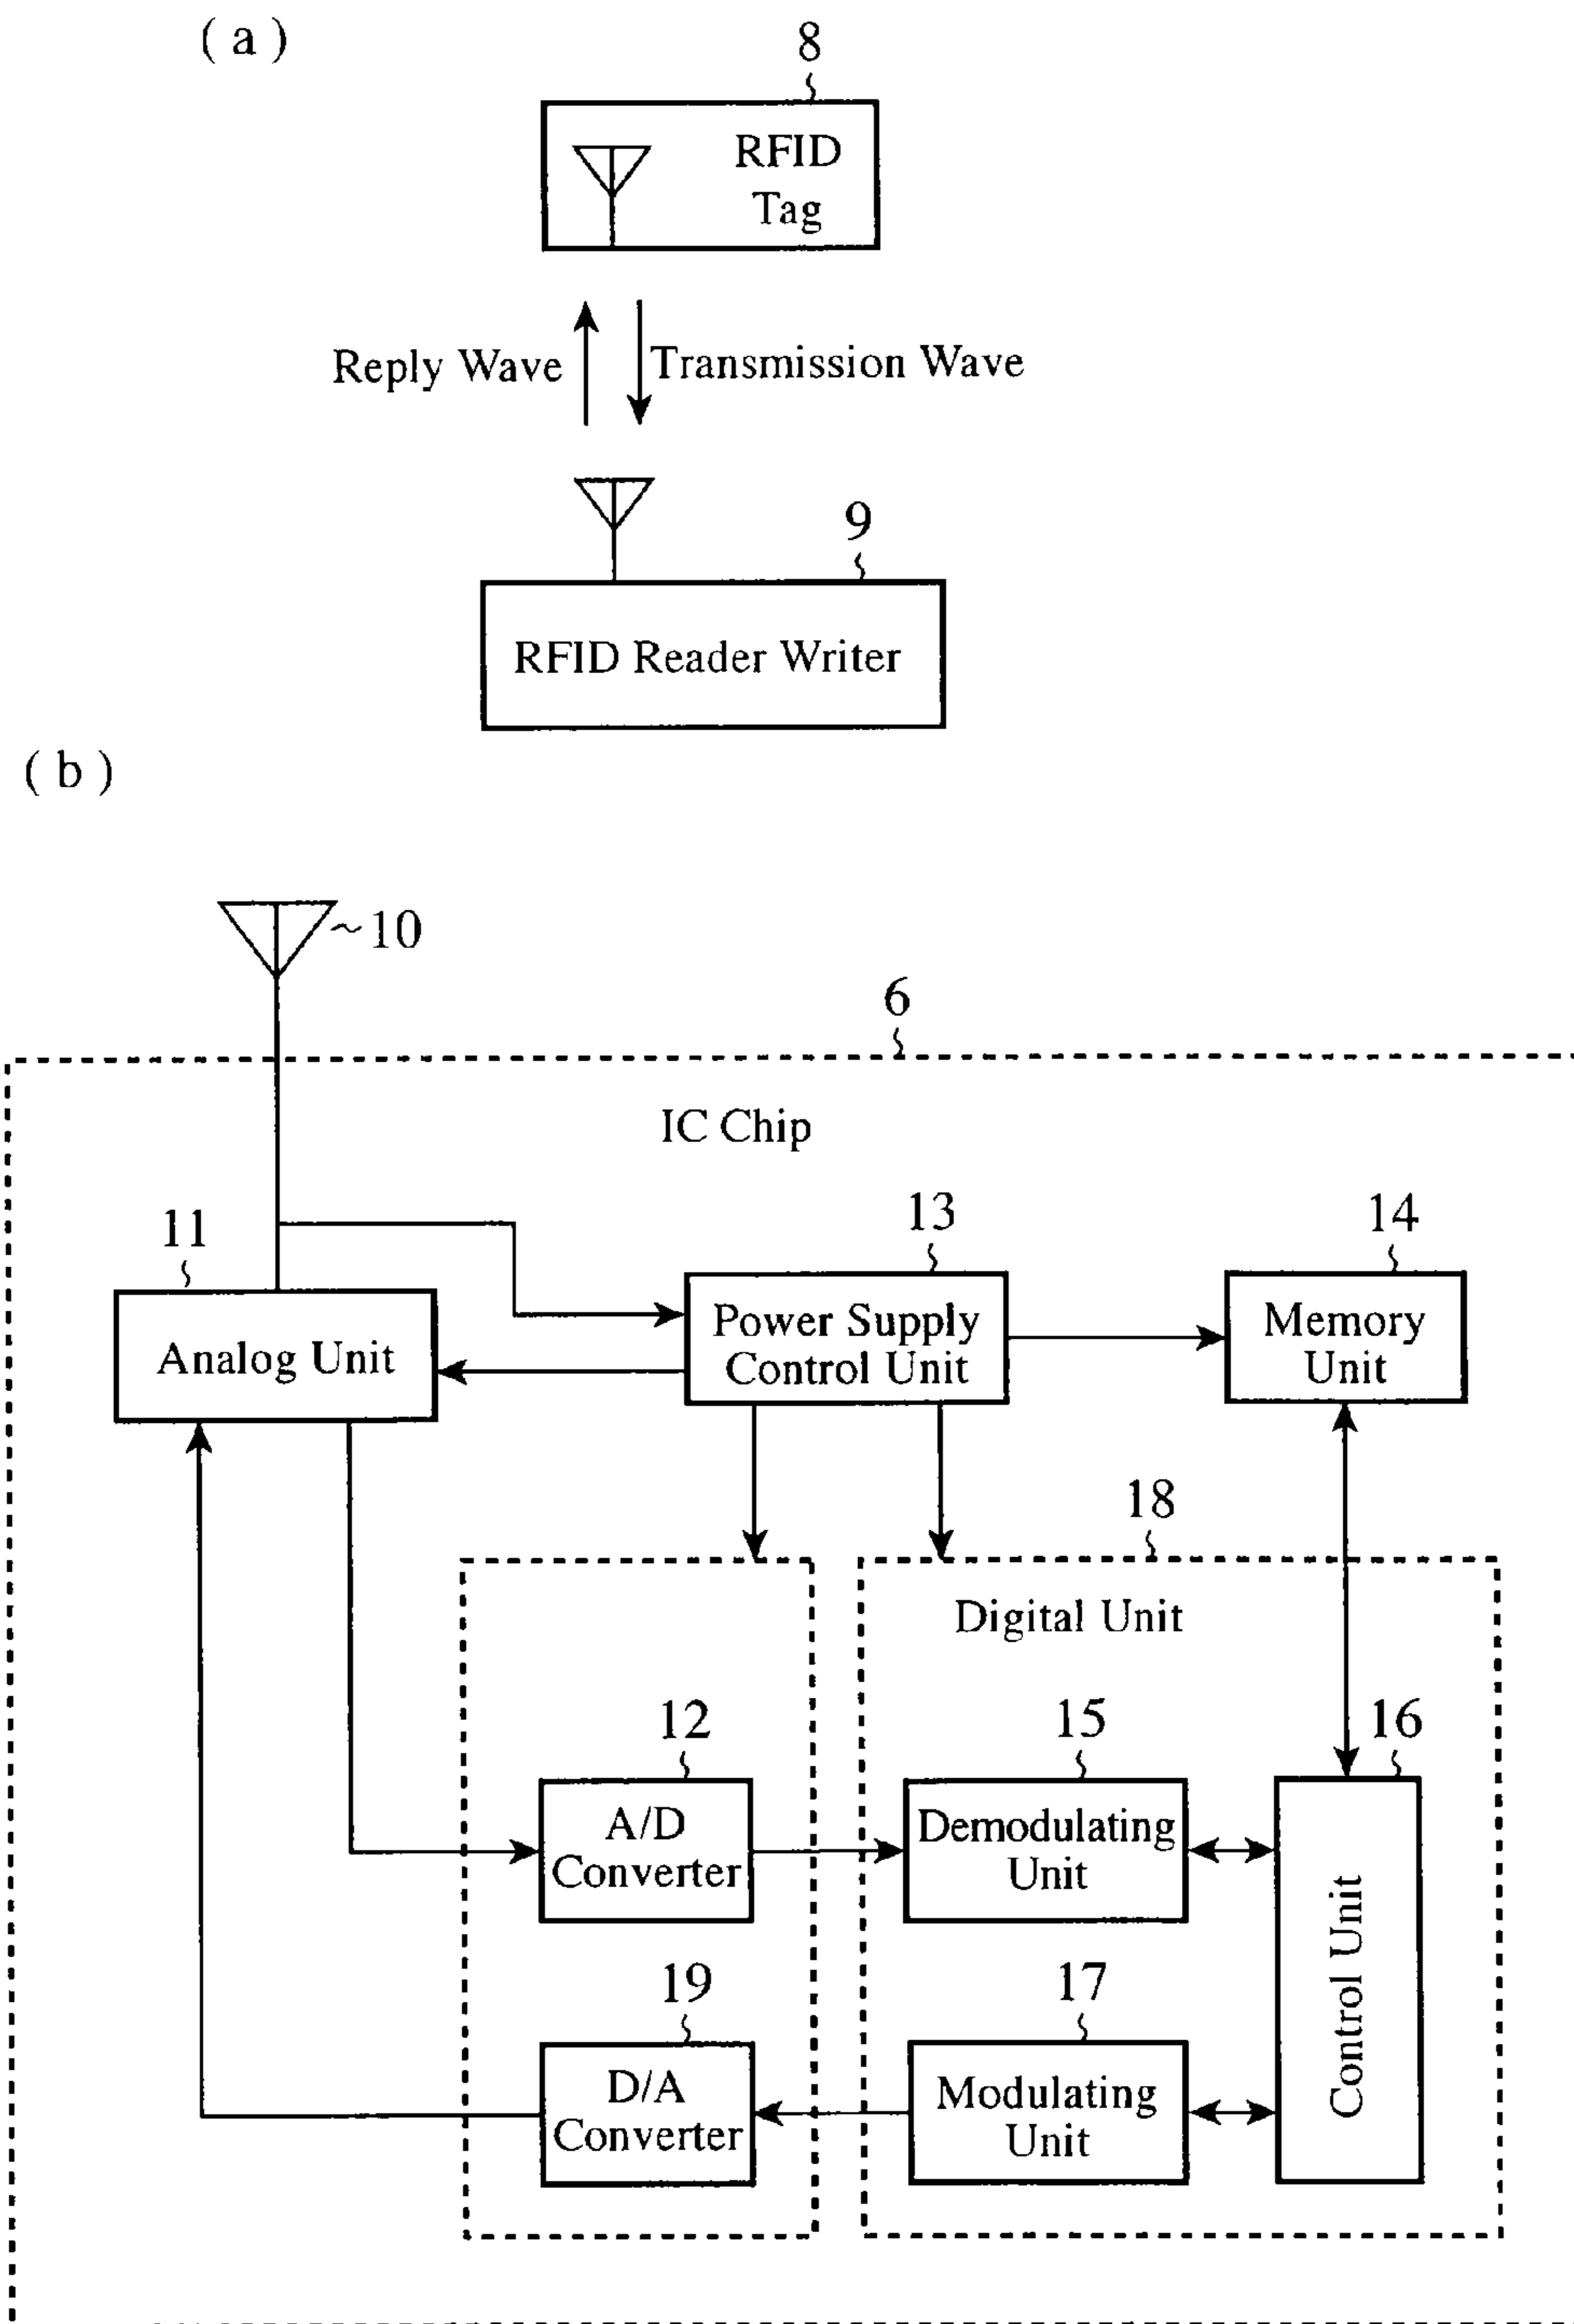 ( a )
8
RFID
Tag
Reply Wave
Transmission Wave
9
RFID Reader Writer
( b )
10
6
IC Chip
11
13
14
Analog Unit
Power Supply
Control Unit
Memory
Unit
18
Digital Unit
12
15
16
A/D
Converter
Demodulating
Unit
Control Unit
19
17
D/A
Converter
Modulating
Unit